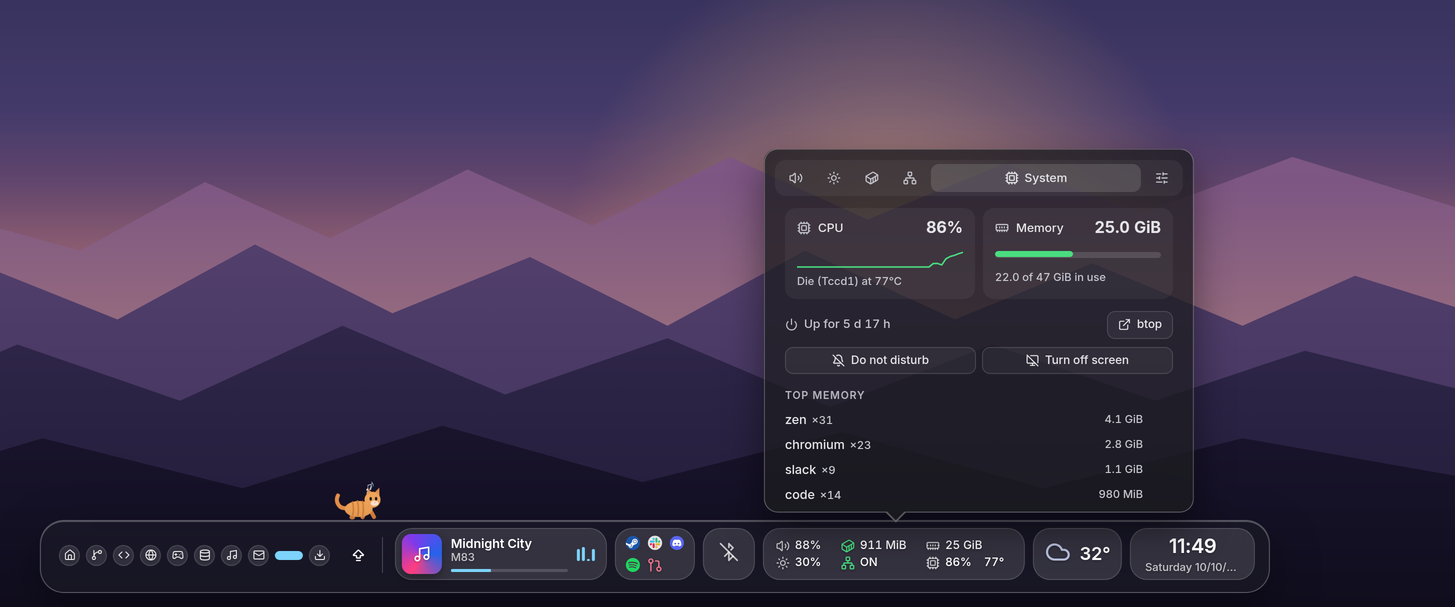 System
CPU 86%
Memory 25.0 GiB
Die (Tccd1) at 77°C
22.0 of 47 GiB in use
Up for 5 d 17 h
btop
Do not disturb
Turn off screen
TOP MEMORY
zen ×31 4.1 GiB
chromium ×23 2.8 GiB
slack ×9 1.1 GiB
code ×14 980 MiB
Midnight City
M83
88% 911 MiB 25 GiB
30% ON 86% 77°
32°
11:49
Saturday 10/10/...